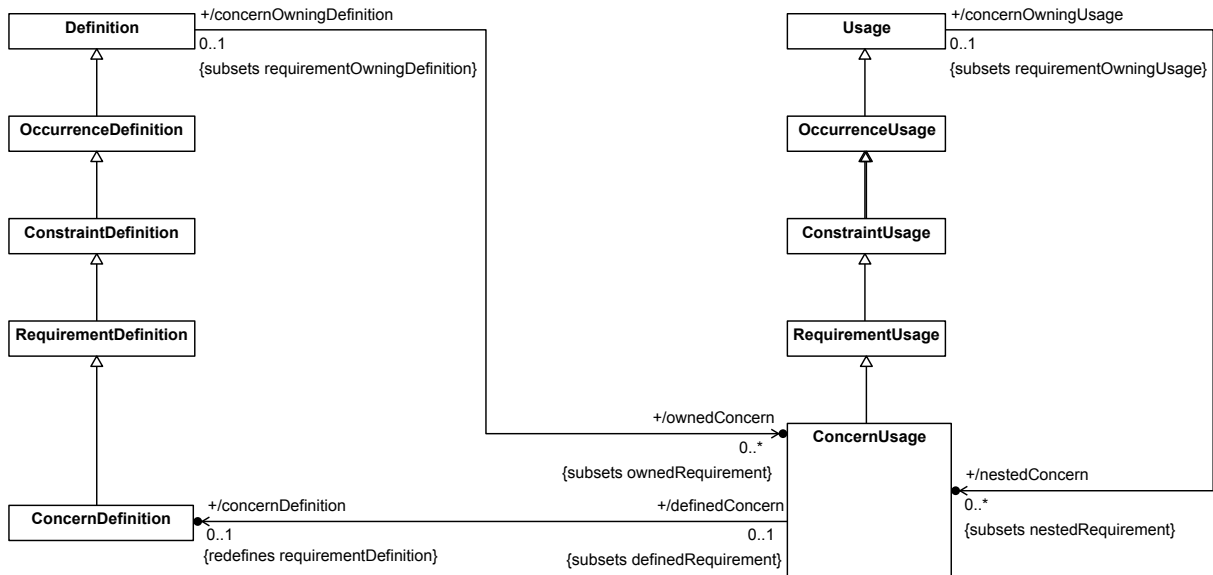 +/concernOwningDefinition
Definition
0..1
{subsets requirementOwningDefinition}
+/concernOwningUsage
Usage
0..1
{subsets requirementOwningUsage}
OccurrenceDefinition
OccurrenceUsage
ConstraintDefinition
ConstraintUsage
RequirementDefinition
RequirementUsage
+/ownedConcern
0..*
{subsets ownedRequirement}
ConcernUsage
+/nestedConcern
0..*
{subsets nestedRequirement}
ConcernDefinition
+/concernDefinition
0..1
{redefines requirementDefinition}
+/definedConcern
0..1
{subsets definedRequirement}